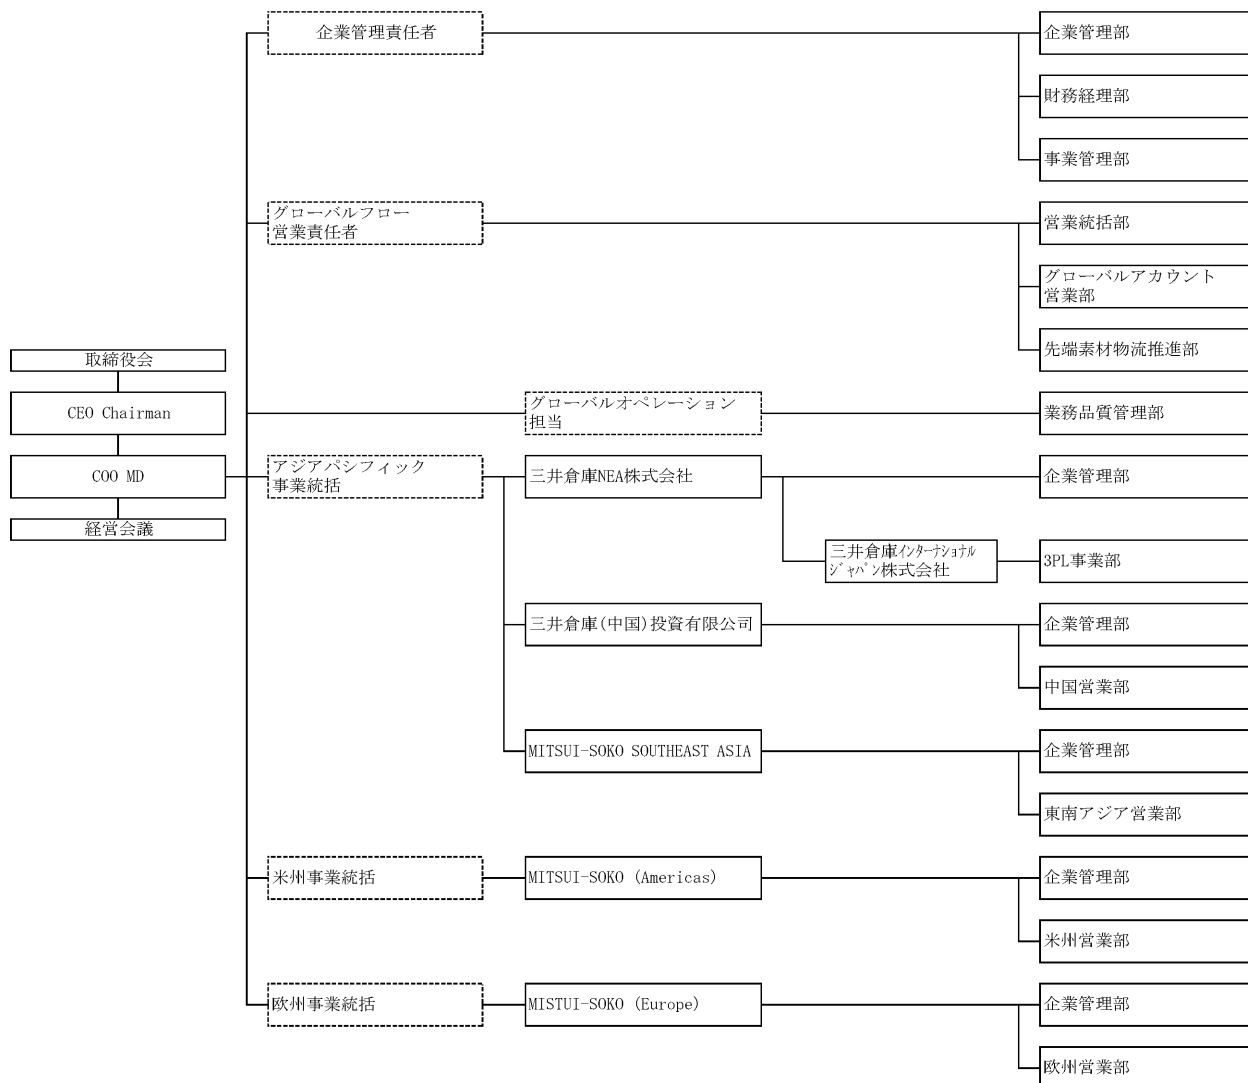 企業管理責任者
企業管理部
財務経理部
事業管理部
グローバルフロー
営業責任者
営業統括部
グローバルアカウント
営業部
先端素材物流推進部
取締役会
CEO Chairman
COO MD
経営会議
グローバルオペレーション
担当
業務品質管理部
アジアパシフィック
事業統括
三井倉庫NEA株式会社
企業管理部
三井倉庫インターナショナル
ジャパン株式会社
3PL事業部
三井倉庫(中国)投資有限公司
企業管理部
中国営業部
MITSUI-SOKO SOUTHEAST ASIA
企業管理部
東南アジア営業部
米州事業統括
MITSUI-SOKO (Americas)
企業管理部
米州営業部
欧州事業統括
MISTUI-SOKO (Europe)
企業管理部
欧州営業部